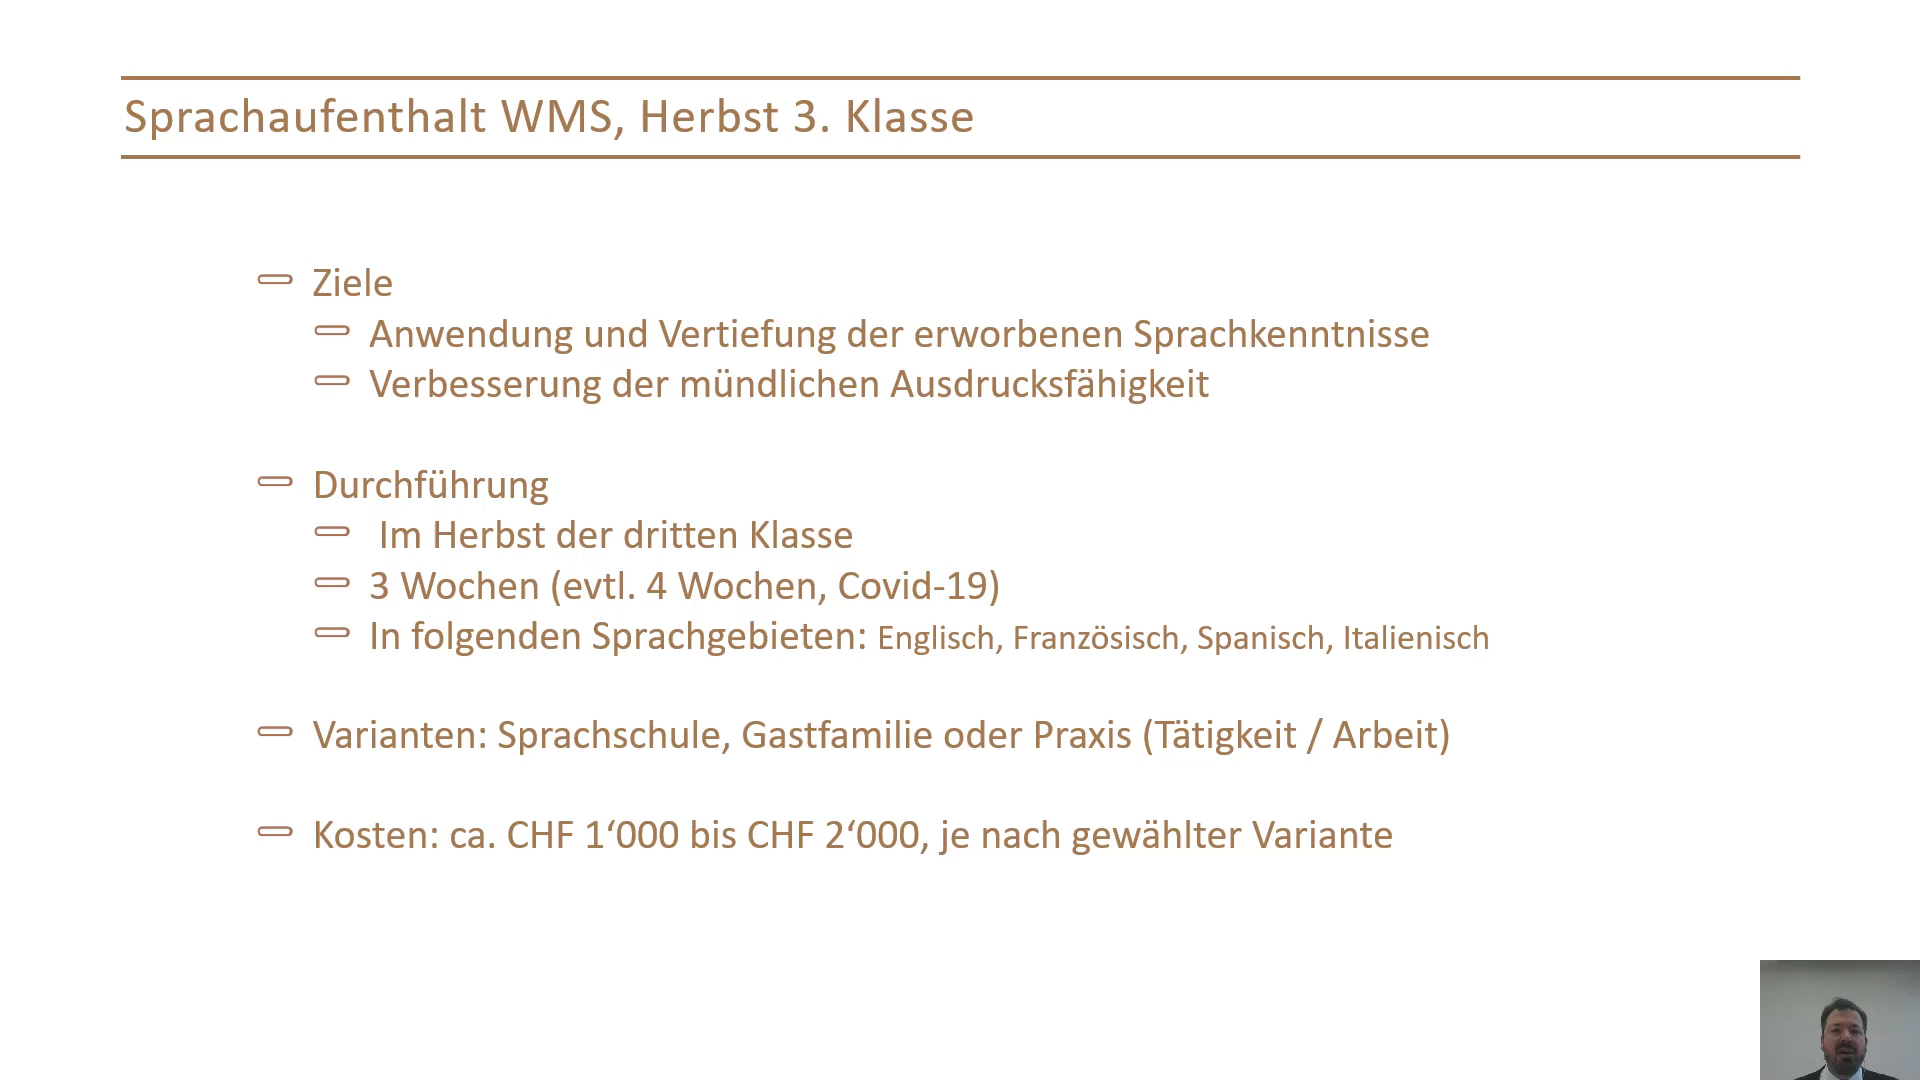 Sprachaufenthalt WMS, Herbst 3. Klasse
Ziele
Anwendung und Vertiefung der erworbenen Sprachkenntnisse
Verbesserung der mündlichen Ausdrucksfähigkeit
Durchführung
Im Herbst der dritten Klasse
3 Wochen (evtl. 4 Wochen, Covid-19)
In folgenden Sprachgebieten: Englisch, Französisch, Spanisch, Italienisch
Varianten: Sprachschule, Gastfamilie oder Praxis (Tätigkeit / Arbeit)
Kosten: ca. CHF 1‘000 bis CHF 2‘000, je nach gewählter Variante